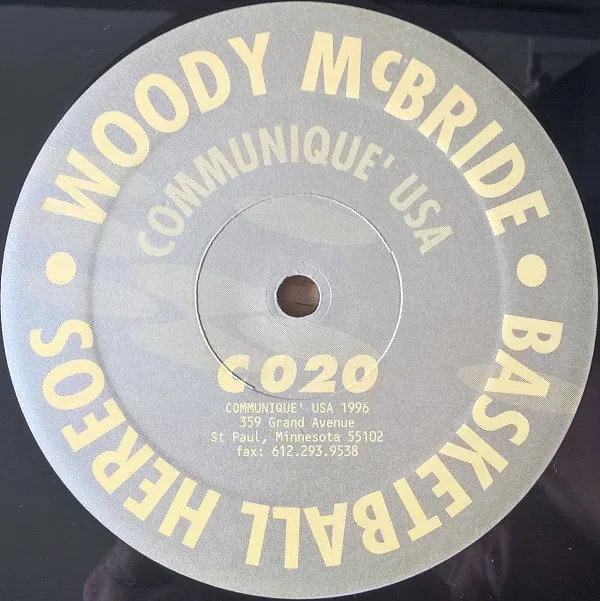 WOODY McBRIDE • BASKETBALL HEREOS •
COMMUNIQUE' USA
C020
COMMUNIQUE' USA 1996
359 Grand Avenue
St Paul, Minnesota 55102
fax: 612.293.9538